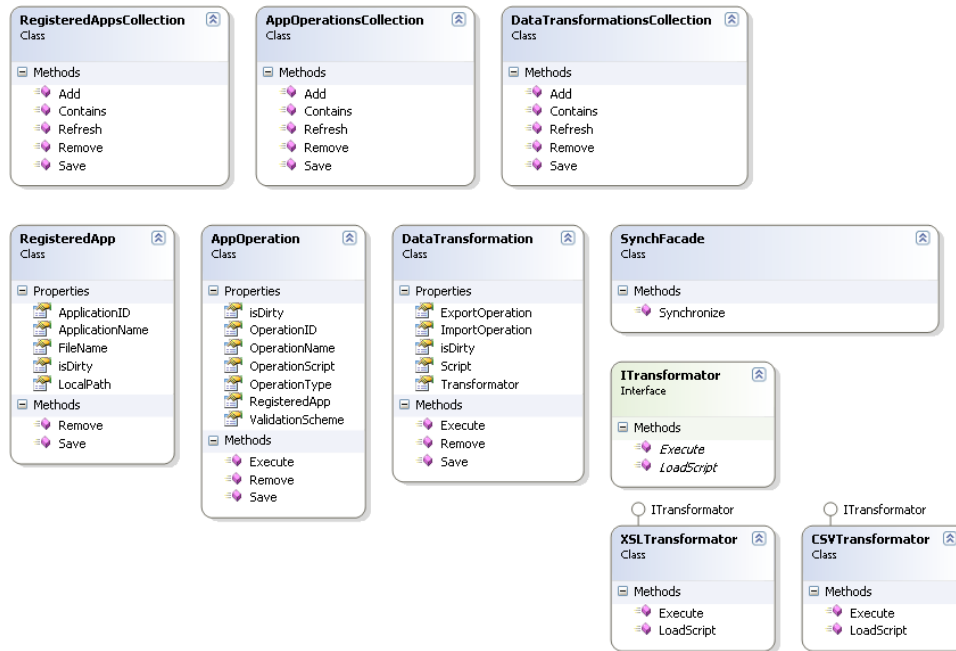 RegisteredAppsCollection
Class
Methods
Add
Contains
Refresh
Remove
Save
AppOperationsCollection
Class
Methods
Add
Contains
Refresh
Remove
Save
DataTransformationsCollection
Class
Methods
Add
Contains
Refresh
Remove
Save
RegisteredApp
Class
Properties
ApplicationID
ApplicationName
FileName
isDirty
LocalPath
Methods
Remove
Save
AppOperation
Class
Properties
isDirty
OperationID
OperationName
OperationScript
OperationType
RegisteredApp
ValidationScheme
Methods
Execute
Remove
Save
DataTransformation
Class
Properties
ExportOperation
ImportOperation
isDirty
Script
Transformator
Methods
Execute
Remove
Save
SynchFacade
Class
Methods
Synchronize
ITransformator
Interface
Methods
Execute
LoadScript
ITransformator
XSLTransformator
Class
Methods
Execute
LoadScript
ITransformator
CSVTransformator
Class
Methods
Execute
LoadScript